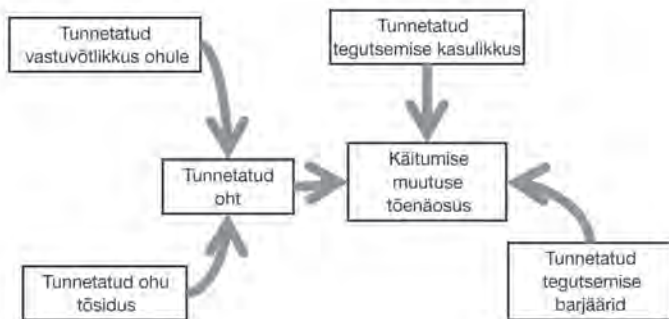 Tunnetatud
vastuvõtlikkus ohule
Tunnetatud
tegutsemise kasulikkus
Tunnetatud
oht
Käitumise
muutuse
tõenäosus
Tunnetatud ohu
tõsidus
Tunnetatud
tegutsemise
barjäärid